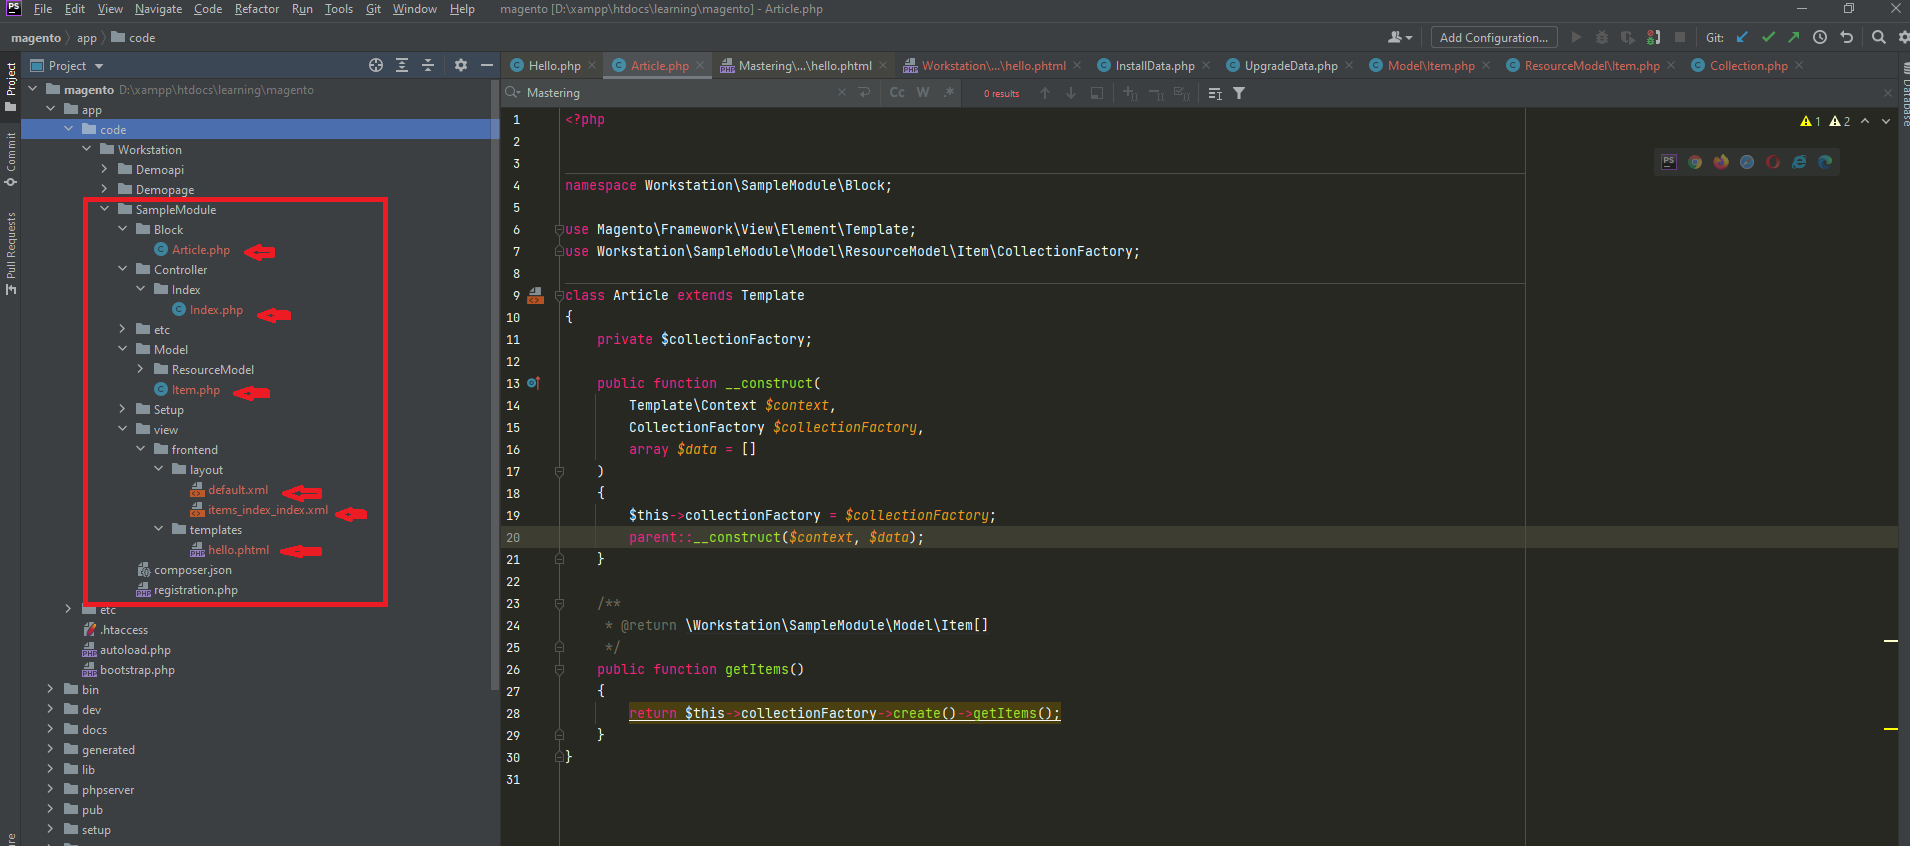 PS File Edit View Navigate Code Refactor Run Tools Git Window Help magento [D:\xampp\htdocs\learning\magento] - Article.php
magento app code Add Configuration... Git:
Project
Hello.php Article.php Mastering\...\hello.phtml Workstation\...\hello.phtml InstallData.php UpgradeData.php Model\Item.php ResourceModel\Item.php Collection.php
Mastering Cc W .* 0 results
Project
Commit
Pull Requests
Database
magento D:\xampp\htdocs\learning\magento
app
code
Workstation
Demoapi
Demopage
SampleModule
Block
Article.php
Controller
Index
Index.php
etc
Model
ResourceModel
Item.php
Setup
view
frontend
layout
default.xml
items_index_index.xml
templates
hello.phtml
composer.json
registration.php
etc
.htaccess
autoload.php
bootstrap.php
bin
dev
docs
generated
lib
phpserver
pub
setup
1 2
1 <?php
2
3
4 namespace Workstation\SampleModule\Block;
5
6 use Magento\Framework\View\Element\Template;
7 use Workstation\SampleModule\Model\ResourceModel\Item\CollectionFactory;
8
9 class Article extends Template
10 {
11 private $collectionFactory;
12
13 public function __construct(
14 Template\Context $context,
15 CollectionFactory $collectionFactory,
16 array $data = []
17 )
18 {
19 $this->collectionFactory = $collectionFactory;
20 parent::__construct($context, $data);
21 }
22
23 /**
24 * @return \Workstation\SampleModule\Model\Item[]
25 */
26 public function getItems()
27 {
28 return $this->collectionFactory->create()->getItems();
29 }
30 }
31